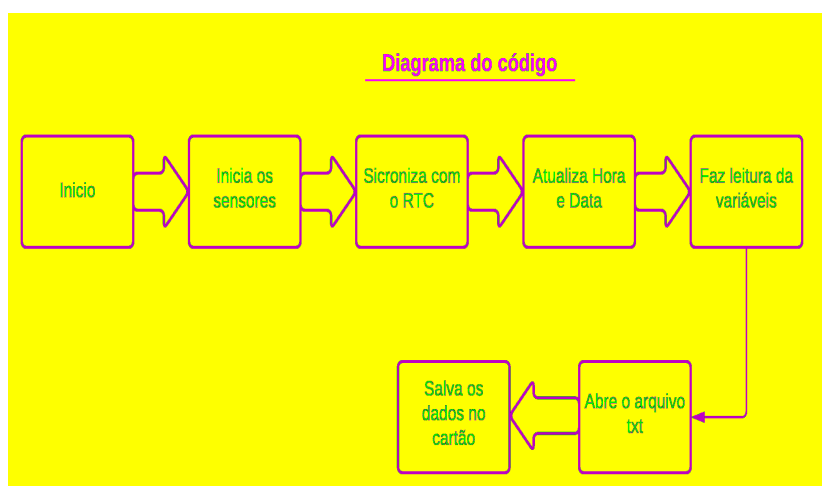 Diagrama do código
Inicio
Inicia os
sensores
Sicroniza com
o RTC
Atualiza Hora
e Data
Faz leitura da
variáveis
Abre o arquivo
txt
Salva os
dados no
cartão